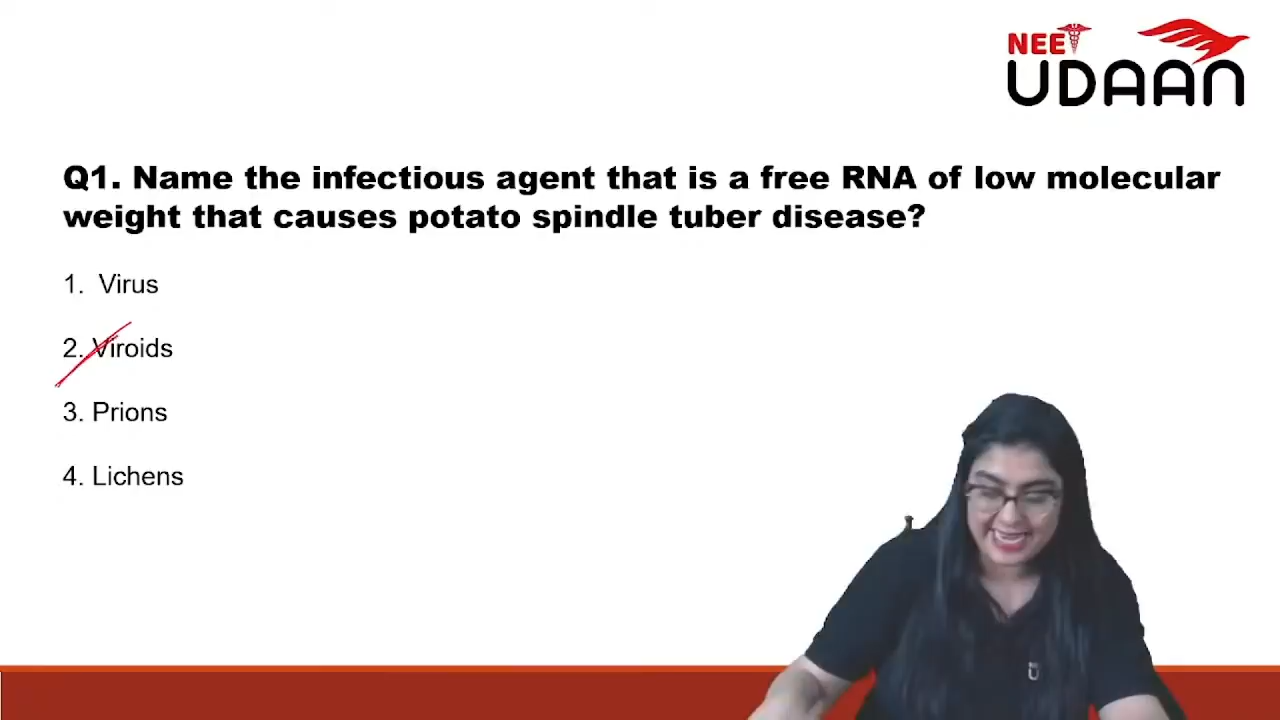 NEET
UDAAN
Q1. Name the infectious agent that is a free RNA of low molecular
weight that causes potato spindle tuber disease?
1. Virus
2. Viroids
3. Prions
4. Lichens